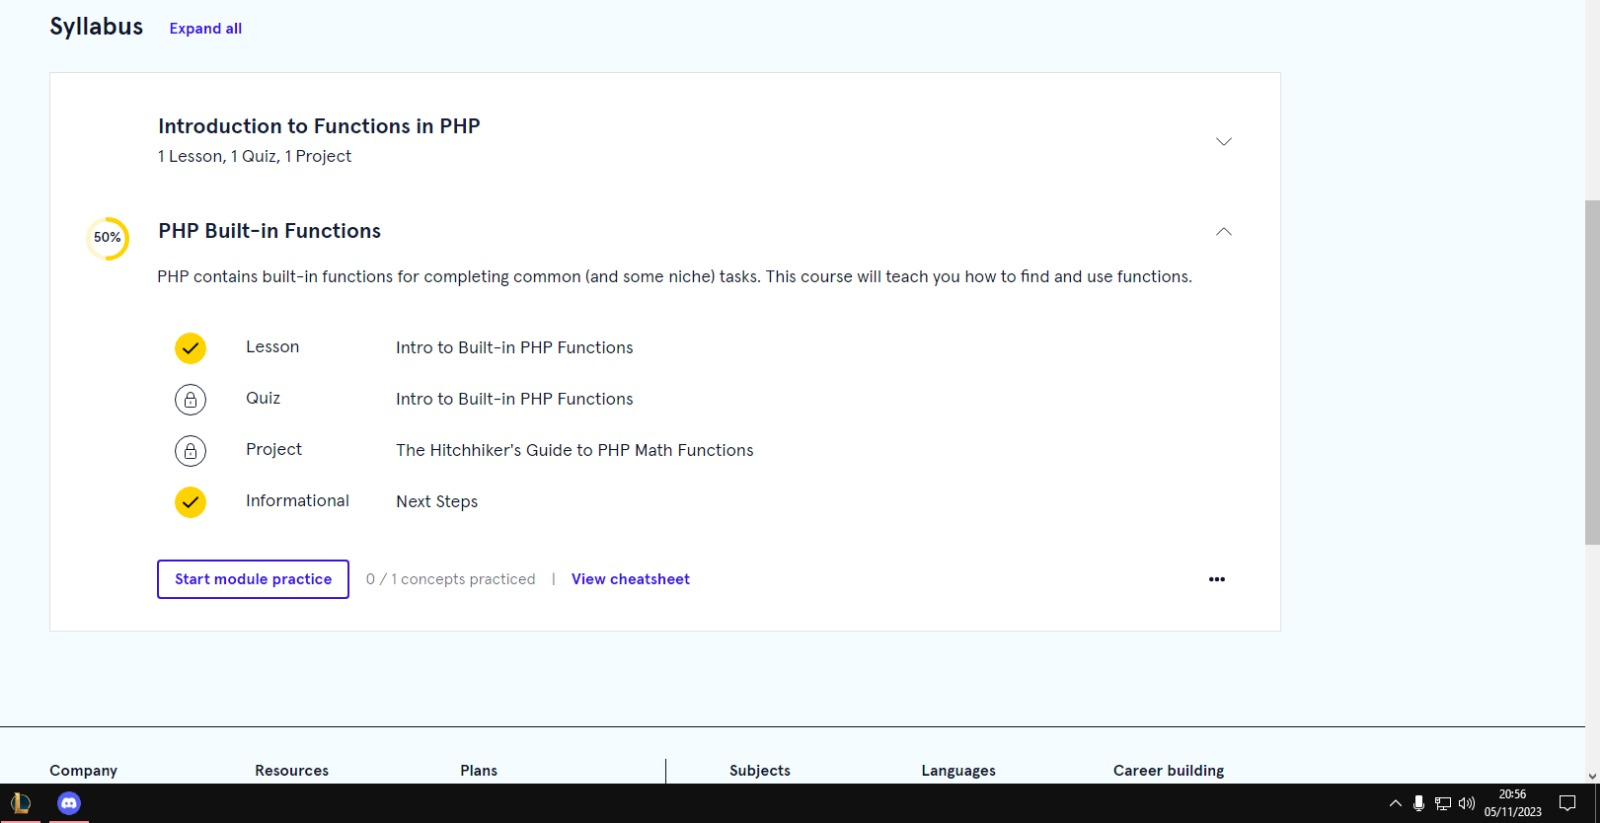 Syllabus Expand all
Introduction to Functions in PHP
1 Lesson, 1 Quiz, 1 Project
50% PHP Built-in Functions
PHP contains built-in functions for completing common (and some niche) tasks. This course will teach you how to find and use functions.
Lesson Intro to Built-in PHP Functions
Quiz Intro to Built-in PHP Functions
Project The Hitchhiker's Guide to PHP Math Functions
Informational Next Steps
Start module practice 0 / 1 concepts practiced | View cheatsheet
Company Resources Plans Subjects Languages Career building
20:56
05/11/2023